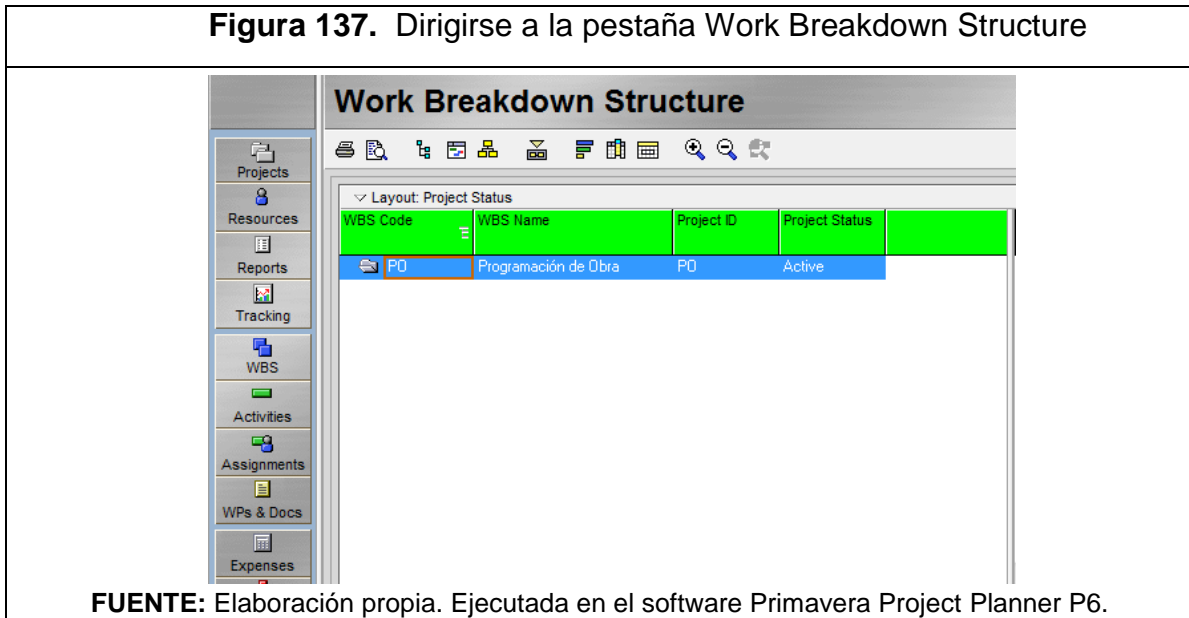 Figura 137. Dirigirse a la pestaña Work Breakdown Structure
Work Breakdown Structure
Projects
Resources
Reports
Tracking
WBS
Activities
Assignments
WPs & Docs
Expenses
Layout: Project Status
WBS Code WBS Name Project ID Project Status
PO Programación de Obra PO Active
FUENTE: Elaboración propia. Ejecutada en el software Primavera Project Planner P6.